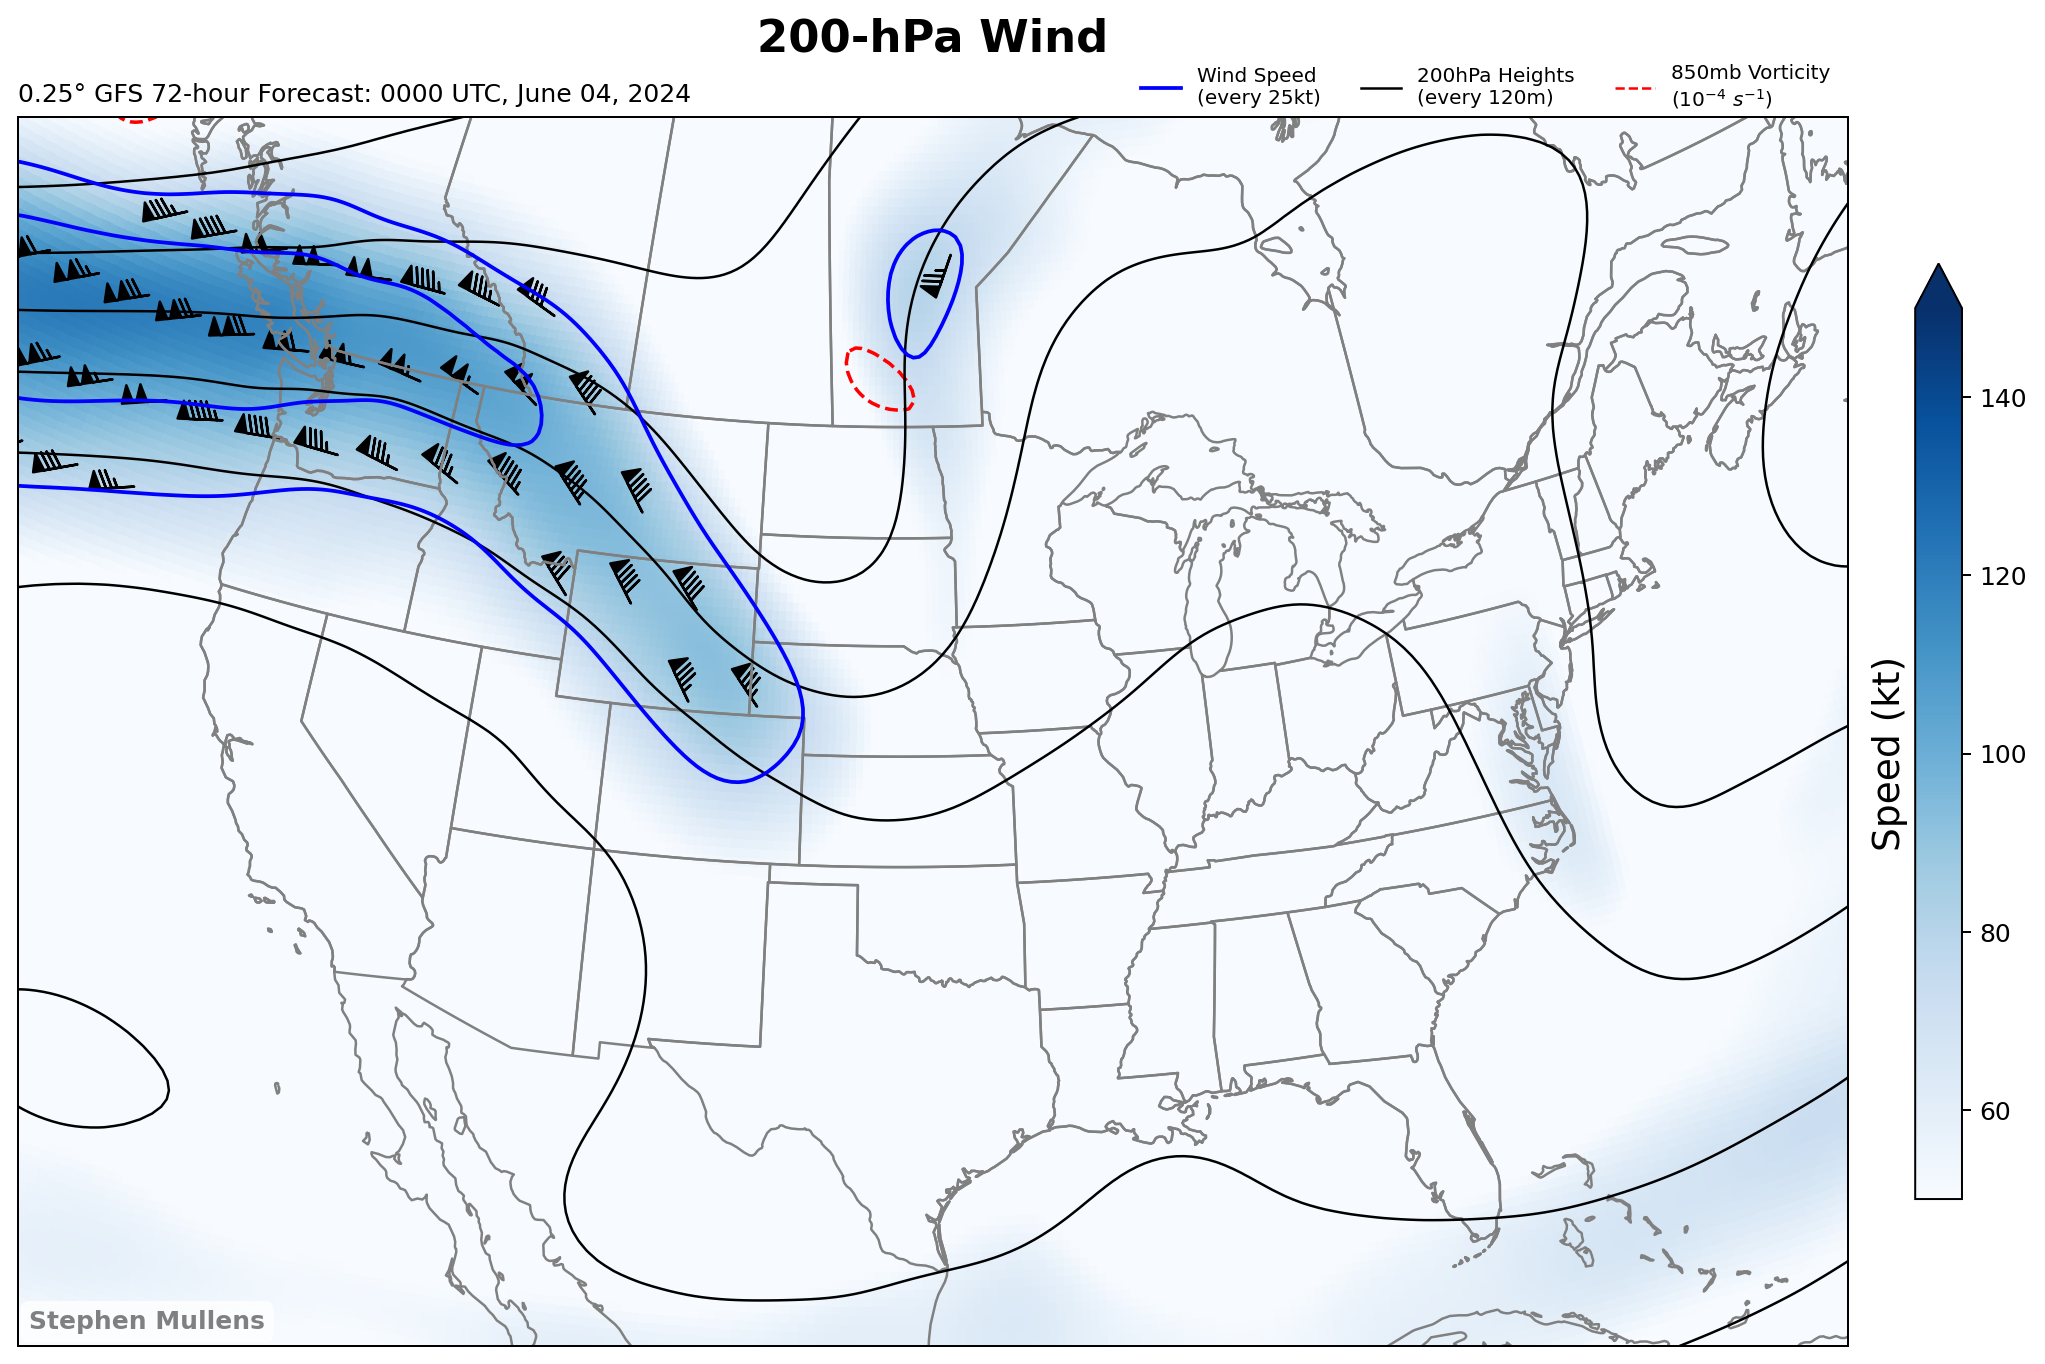 200-hPa Wind
0.25° GFS 72-hour Forecast: 0000 UTC, June 04, 2024
Wind Speed
(every 25kt)
200hPa Heights
(every 120m)
850mb Vorticity
(10⁻⁴ s⁻¹)
140
120
100
80
60
Speed (kt)
Stephen Mullens